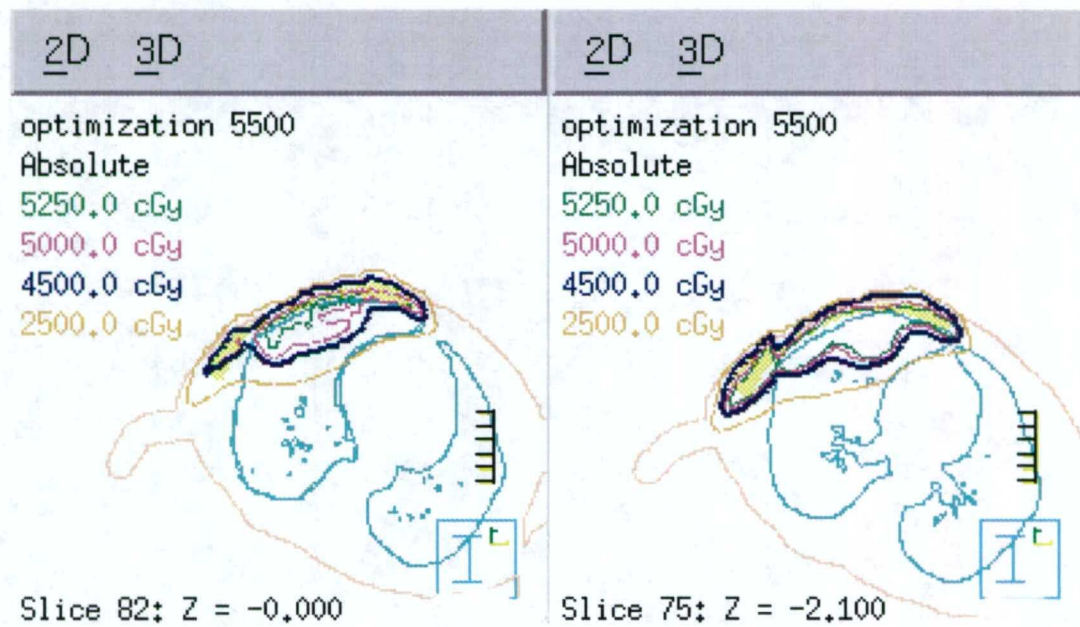 2D 3D
optimization 5500
Absolute
5250.0 cGy
5000.0 cGy
4500.0 cGy
2500.0 cGy
Slice 82: Z = -0.000
2D 3D
optimization 5500
Absolute
5250.0 cGy
5000.0 cGy
4500.0 cGy
2500.0 cGy
Slice 75: Z = -2.100